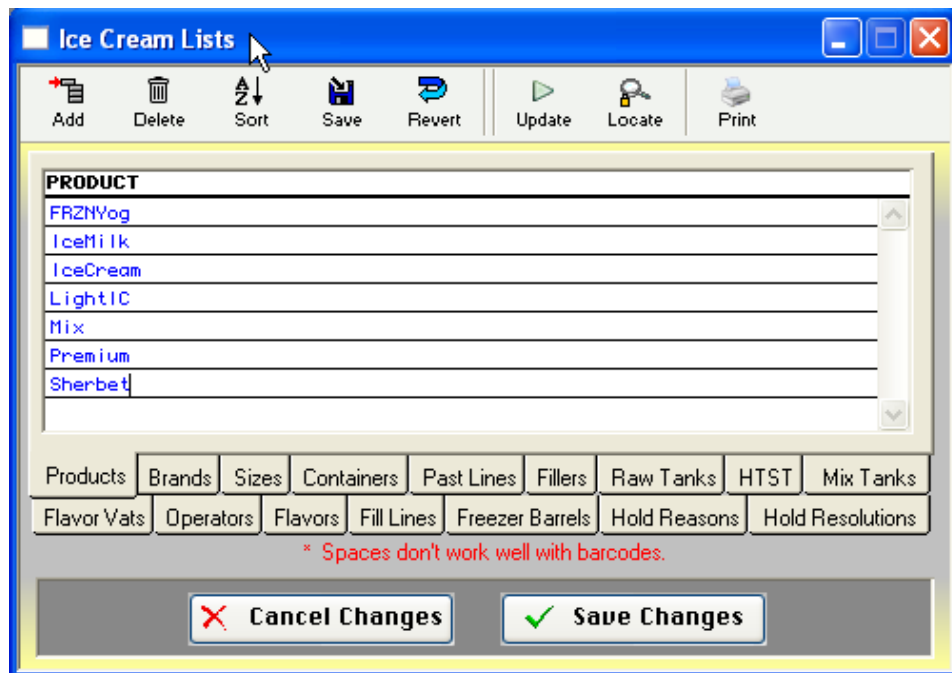 Ice Cream Lists
Add Delete Sort Save Revert Update Locate Print
PRODUCT
FRZNYog
IceMilk
IceCream
LightIC
Mix
Premium
Sherbet
Products Brands Sizes Containers Past Lines Fillers Raw Tanks HTST Mix Tanks
Flavor Vats Operators Flavors Fill Lines Freezer Barrels Hold Reasons Hold Resolutions
* Spaces don't work well with barcodes.
Cancel Changes Save Changes